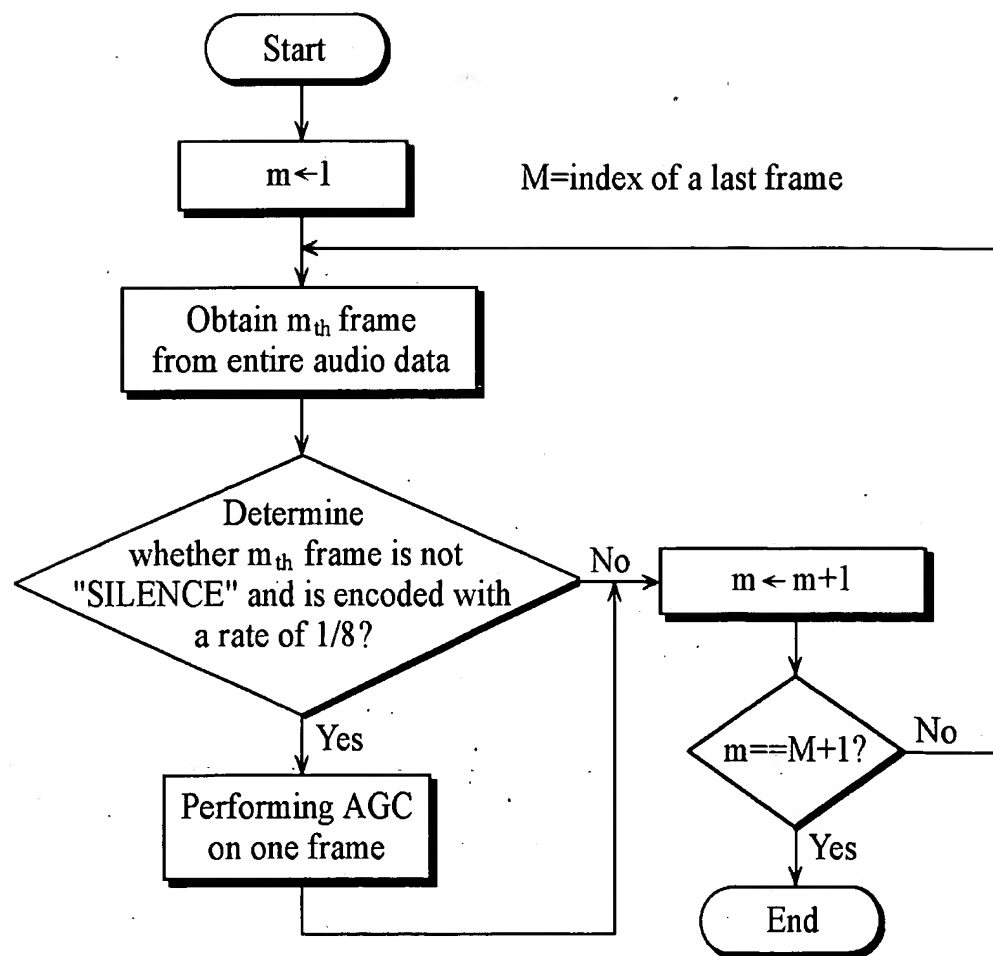 Start
m←1
M=index of a last frame
Obtain mth frame
from entire audio data
Determine
whether mth frame is not
"SILENCE" and is encoded with
a rate of 1/8?
No
m←m+1
Yes
m==M+1?
No
Performing AGC
on one frame
Yes
End